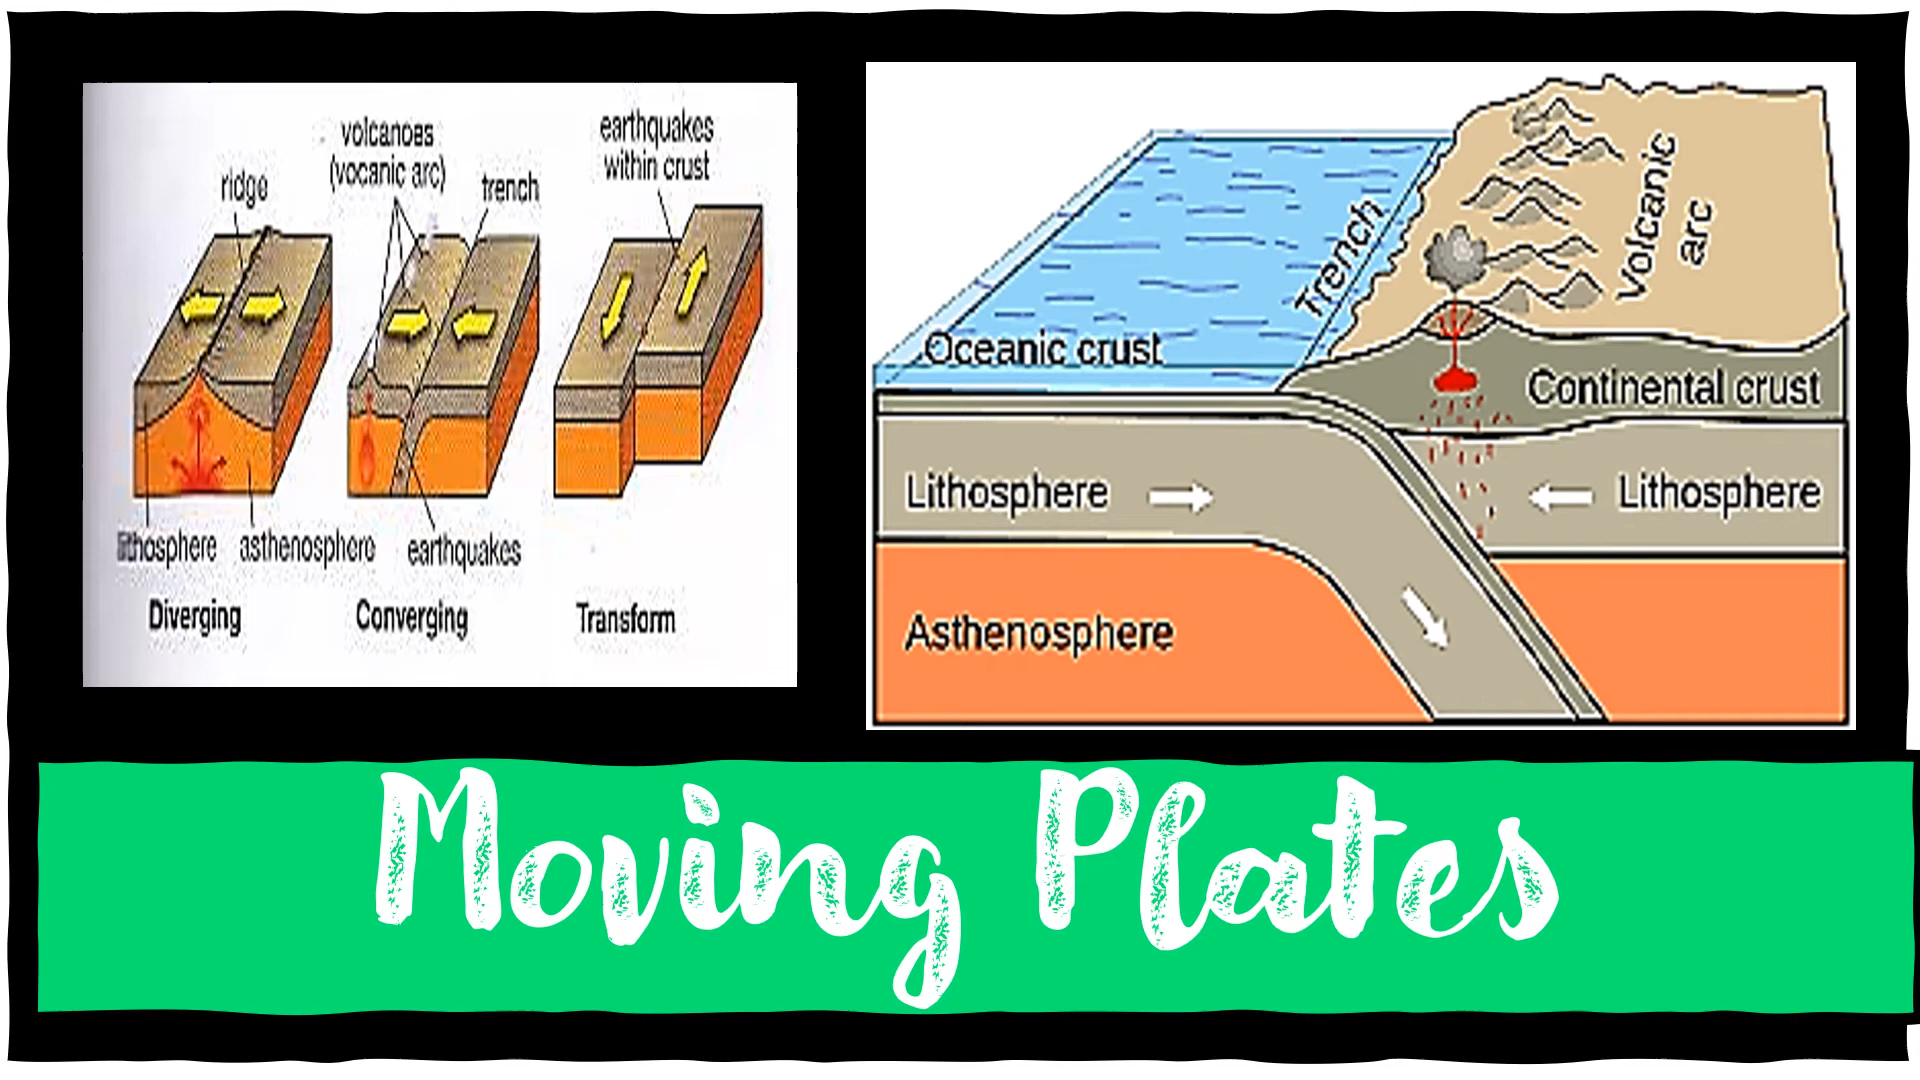 ridge
volcanoes
(vocanic arc)
trench
earthquakes
within crust
lithosphere
asthenosphere
earthquakes
Diverging
Converging
Transform
Trench
Volcanic
arc
Oceanic crust
Continental crust
Lithosphere
Lithosphere
Asthenosphere
Moving Plates